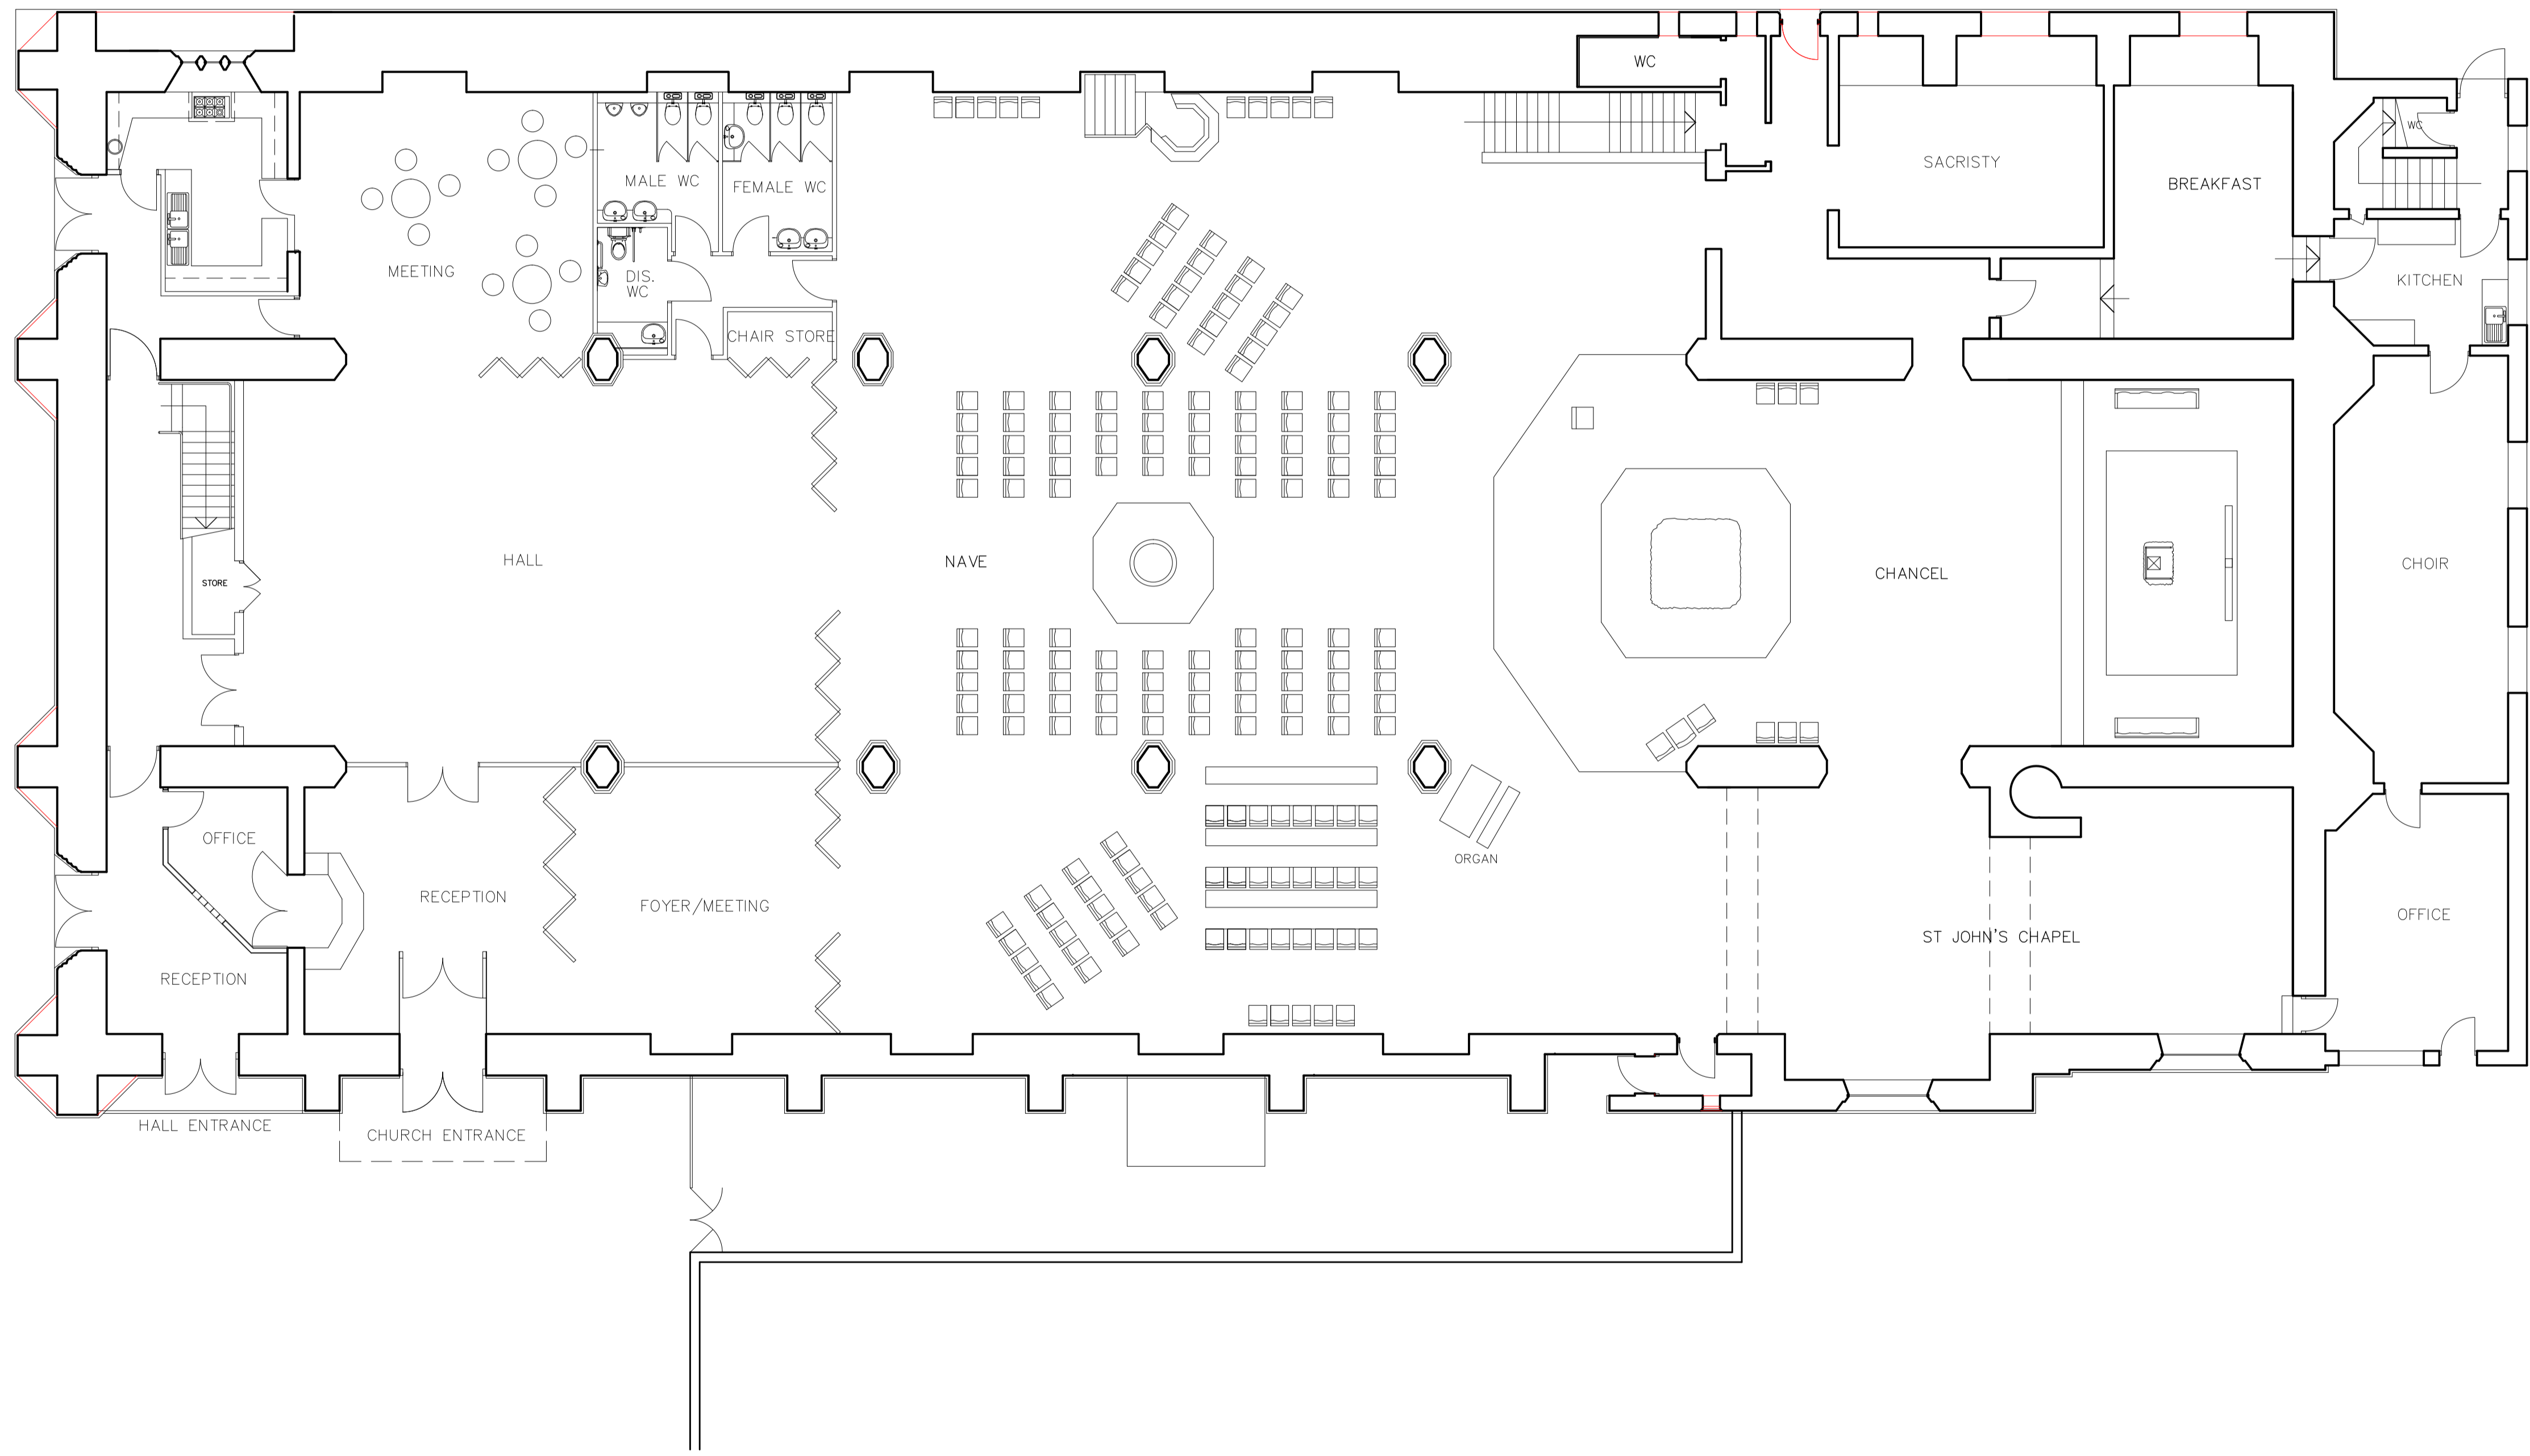 WC
WC
SACRISTY
MALE WC
FEMALE WC
BREAKFAST
MEETING
DIS.
WC
KITCHEN
CHAIR STORE
HALL
NAVE
CHOIR
CHANCEL
STORE
OFFICE
ORGAN
RECEPTION
FOYER/MEETING
OFFICE
ST JOHN'S CHAPEL
RECEPTION
HALL ENTRANCE
CHURCH ENTRANCE